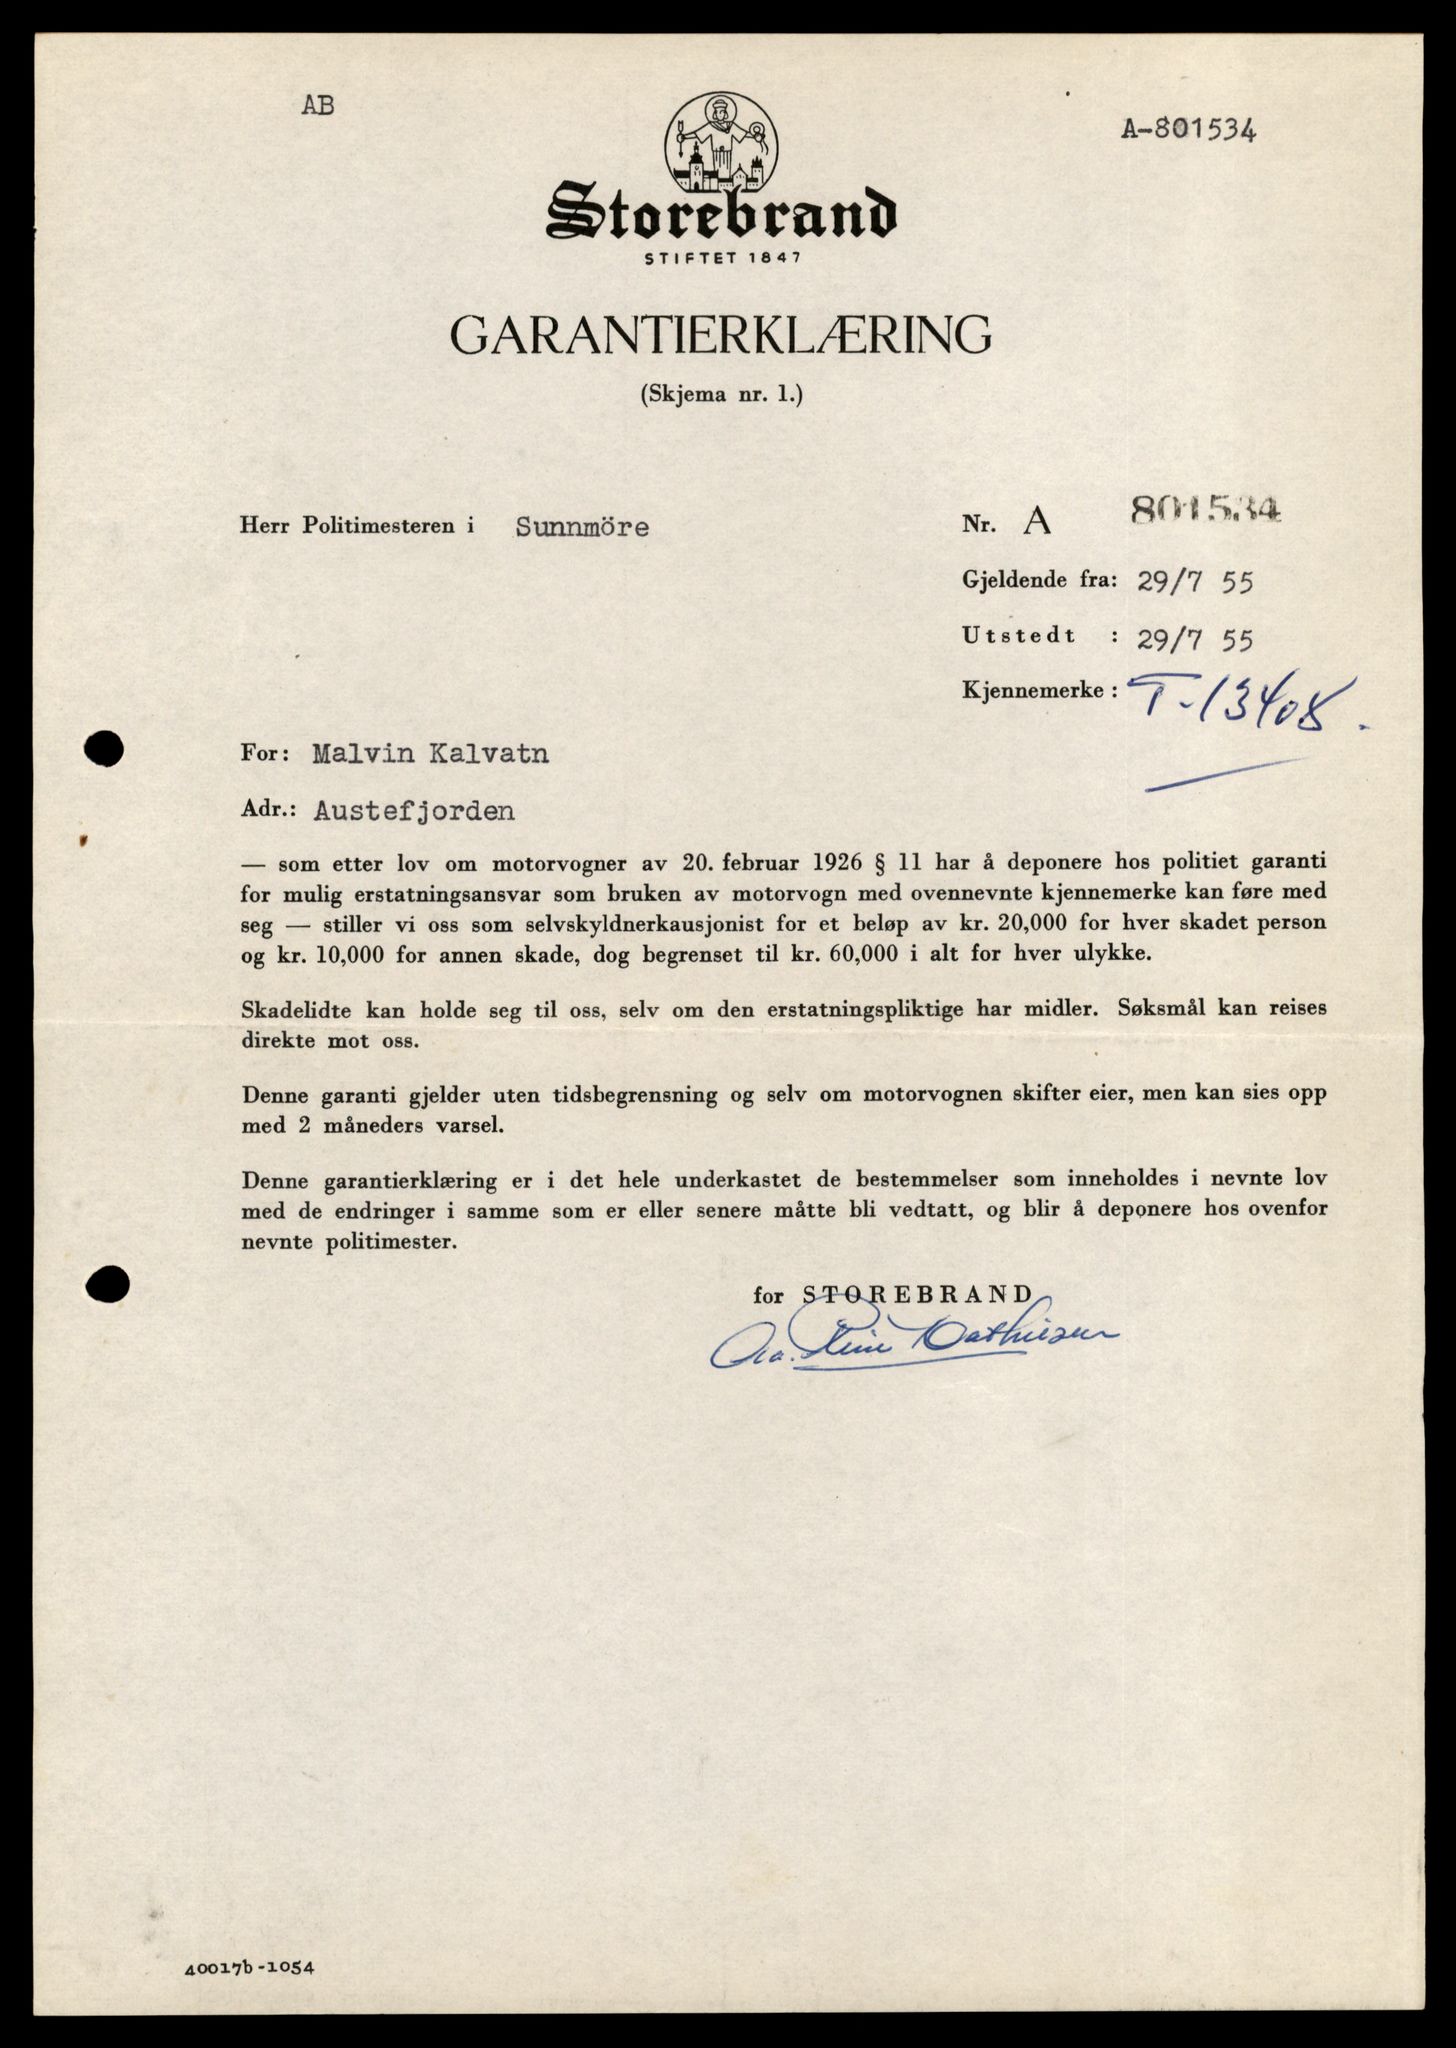 AB
A-801534
Storebrand
STIFTET 1847
GARANTIERKLÆRING
(Skjema nr. 1.)
Herr Politimesteren i Sunnmöre
Nr. A 801534
Gjeldende fra: 29/7 55
Utstedt : 29/7 55
Kjennemerke : T-13408.
For: Malvin Kalvatn
Adr.: Austefjorden
— som etter lov om motorvogner av 20. februar 1926 § 11 har å deponere hos politiet garanti
for mulig erstatningsansvar som bruken av motorvogn med ovennevnte kjennemerke kan føre med
seg — stiller vi oss som selvskyldnerkausjonist for et beløp av kr. 20,000 for hver skadet person
og kr. 10,000 for annen skade, dog begrenset til kr. 60,000 i alt for hver ulykke.
Skadelidte kan holde seg til oss, selv om den erstatningspliktige har midler. Søksmål kan reises
direkte mot oss.
Denne garanti gjelder uten tidsbegrensning og selv om motorvognen skifter eier, men kan sies opp
med 2 måneders varsel.
Denne garantierklæring er i det hele underkastet de bestemmelser som inneholdes i nevnte lov
med de endringer i samme som er eller senere måtte bli vedtatt, og blir å deponere hos ovenfor
nevnte politimester.
for STOREBRAND
Mathiesen
40017b-1054